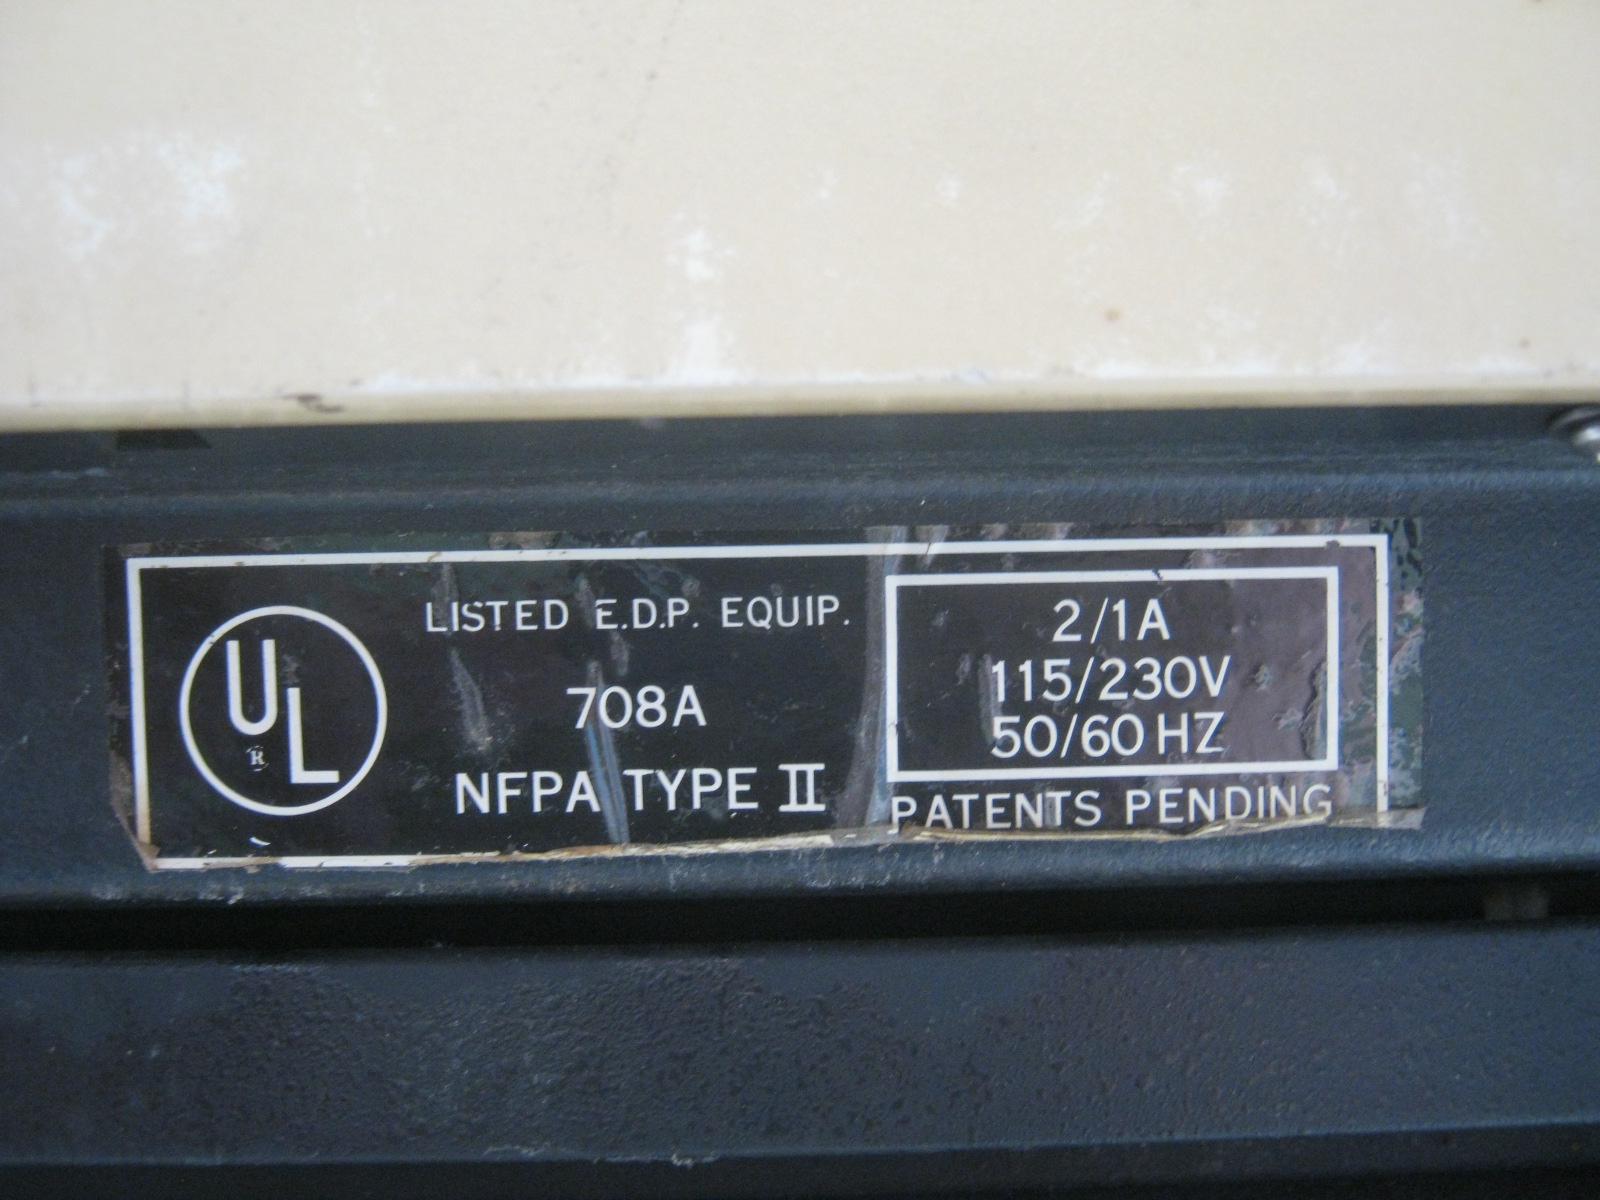 UL
®
LISTED E.D.P. EQUIP.
708A
NFPA TYPE II
2/1A
115/230V
50/60 HZ
PATENTS PENDING